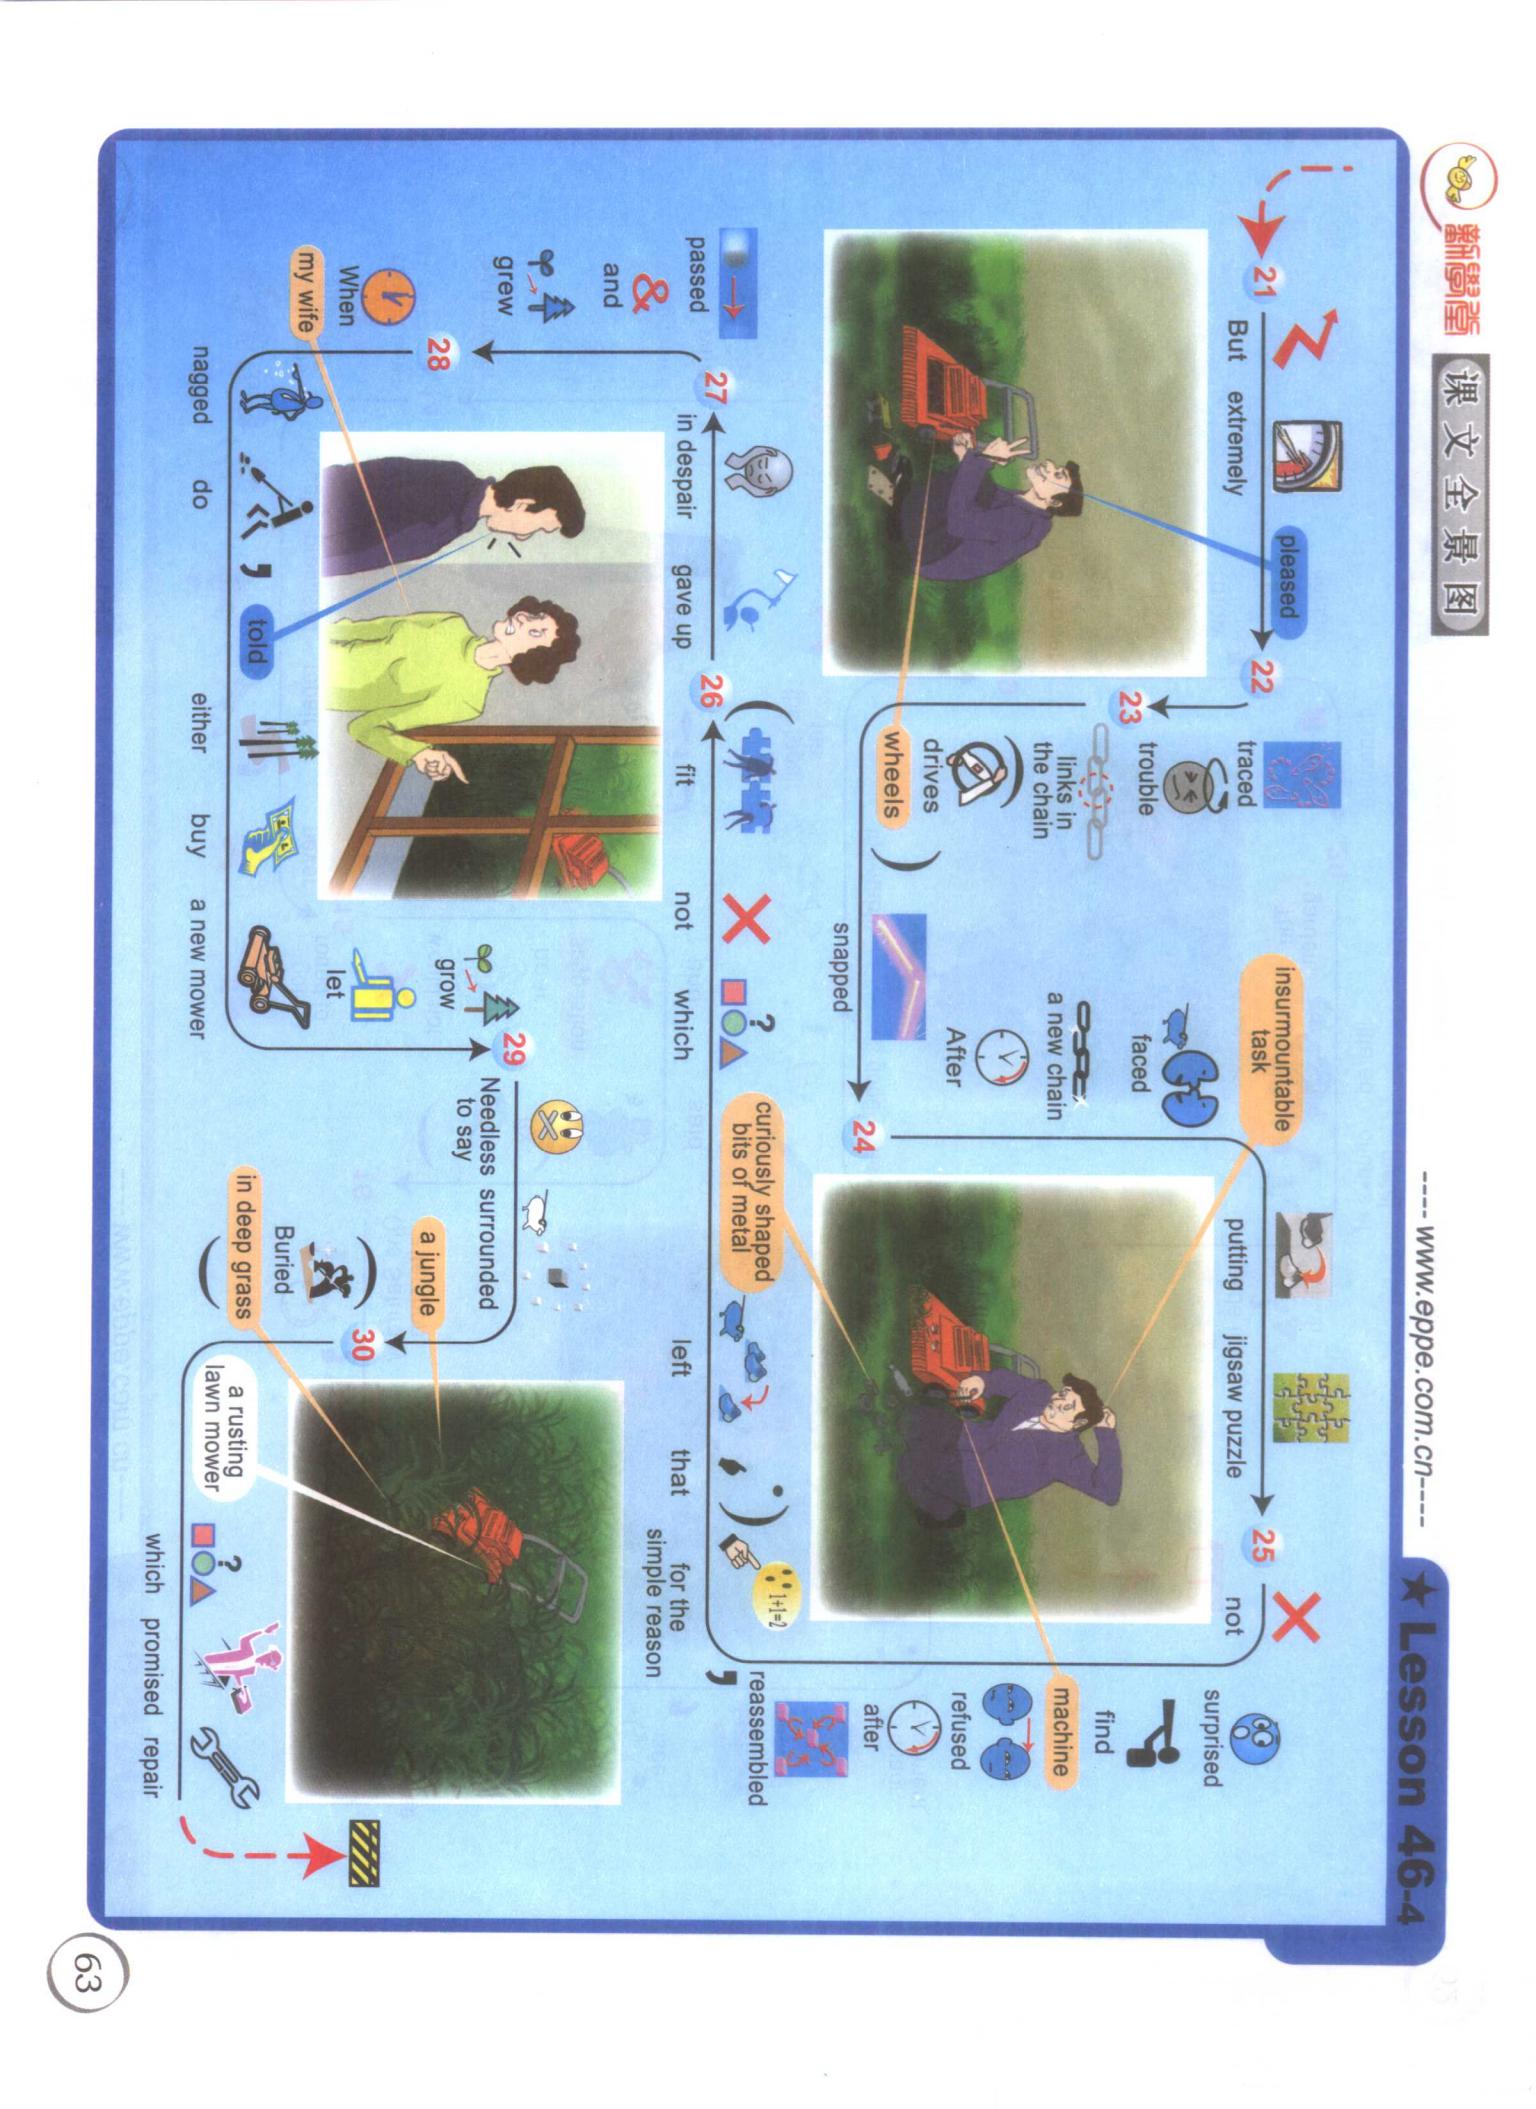 新學堂
课文全景图
---- www.eppe.com.cn----
★ Lesson 46-4
21
But extremely pleased
22
traced
trouble
23
links in
the chain
drives
wheels
snapped
24
After
a new chain
faced
insurmountable
task
putting jigsaw puzzle
25
not
surprised
find
machine
refused
after
reassembled
,
for the
simple reason
that
left
curiously shaped
bits of metal
which
not
fit
26
gave up
in despair
27
passed
&
and
grew
28
When
my wife
nagged do , told either buy a new mower
let
grow
29
Needless
to say
surrounded
a jungle
30
Buried
in deep grass
a rusting
lawn mower
which promised repair
1+1=2
63